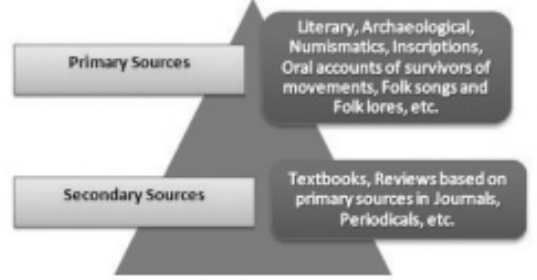 Primary Sources
Literary, Archaeological,
Numismatics, Inscriptions,
Oral accounts of survivors of
movements, Folk songs and
Folk lores, etc.
Secondary Sources
Textbooks, Reviews based on
primary sources in Journals,
Periodicals, etc.